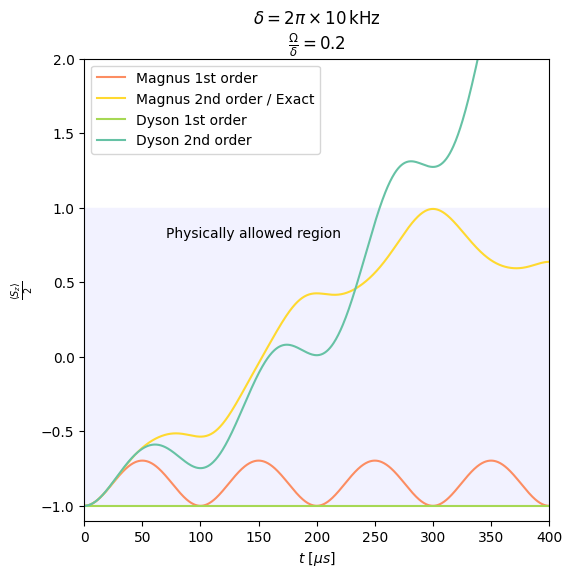 δ = 2π × 10 kHz
Ω/δ = 0.2
2.0
1.5
1.0
0.5
0.0
−0.5
−1.0
⟨S_z⟩/2
Magnus 1st order
Magnus 2nd order / Exact
Dyson 1st order
Dyson 2nd order
Physically allowed region
0 50 100 150 200 250 300 350 400
t [μs]